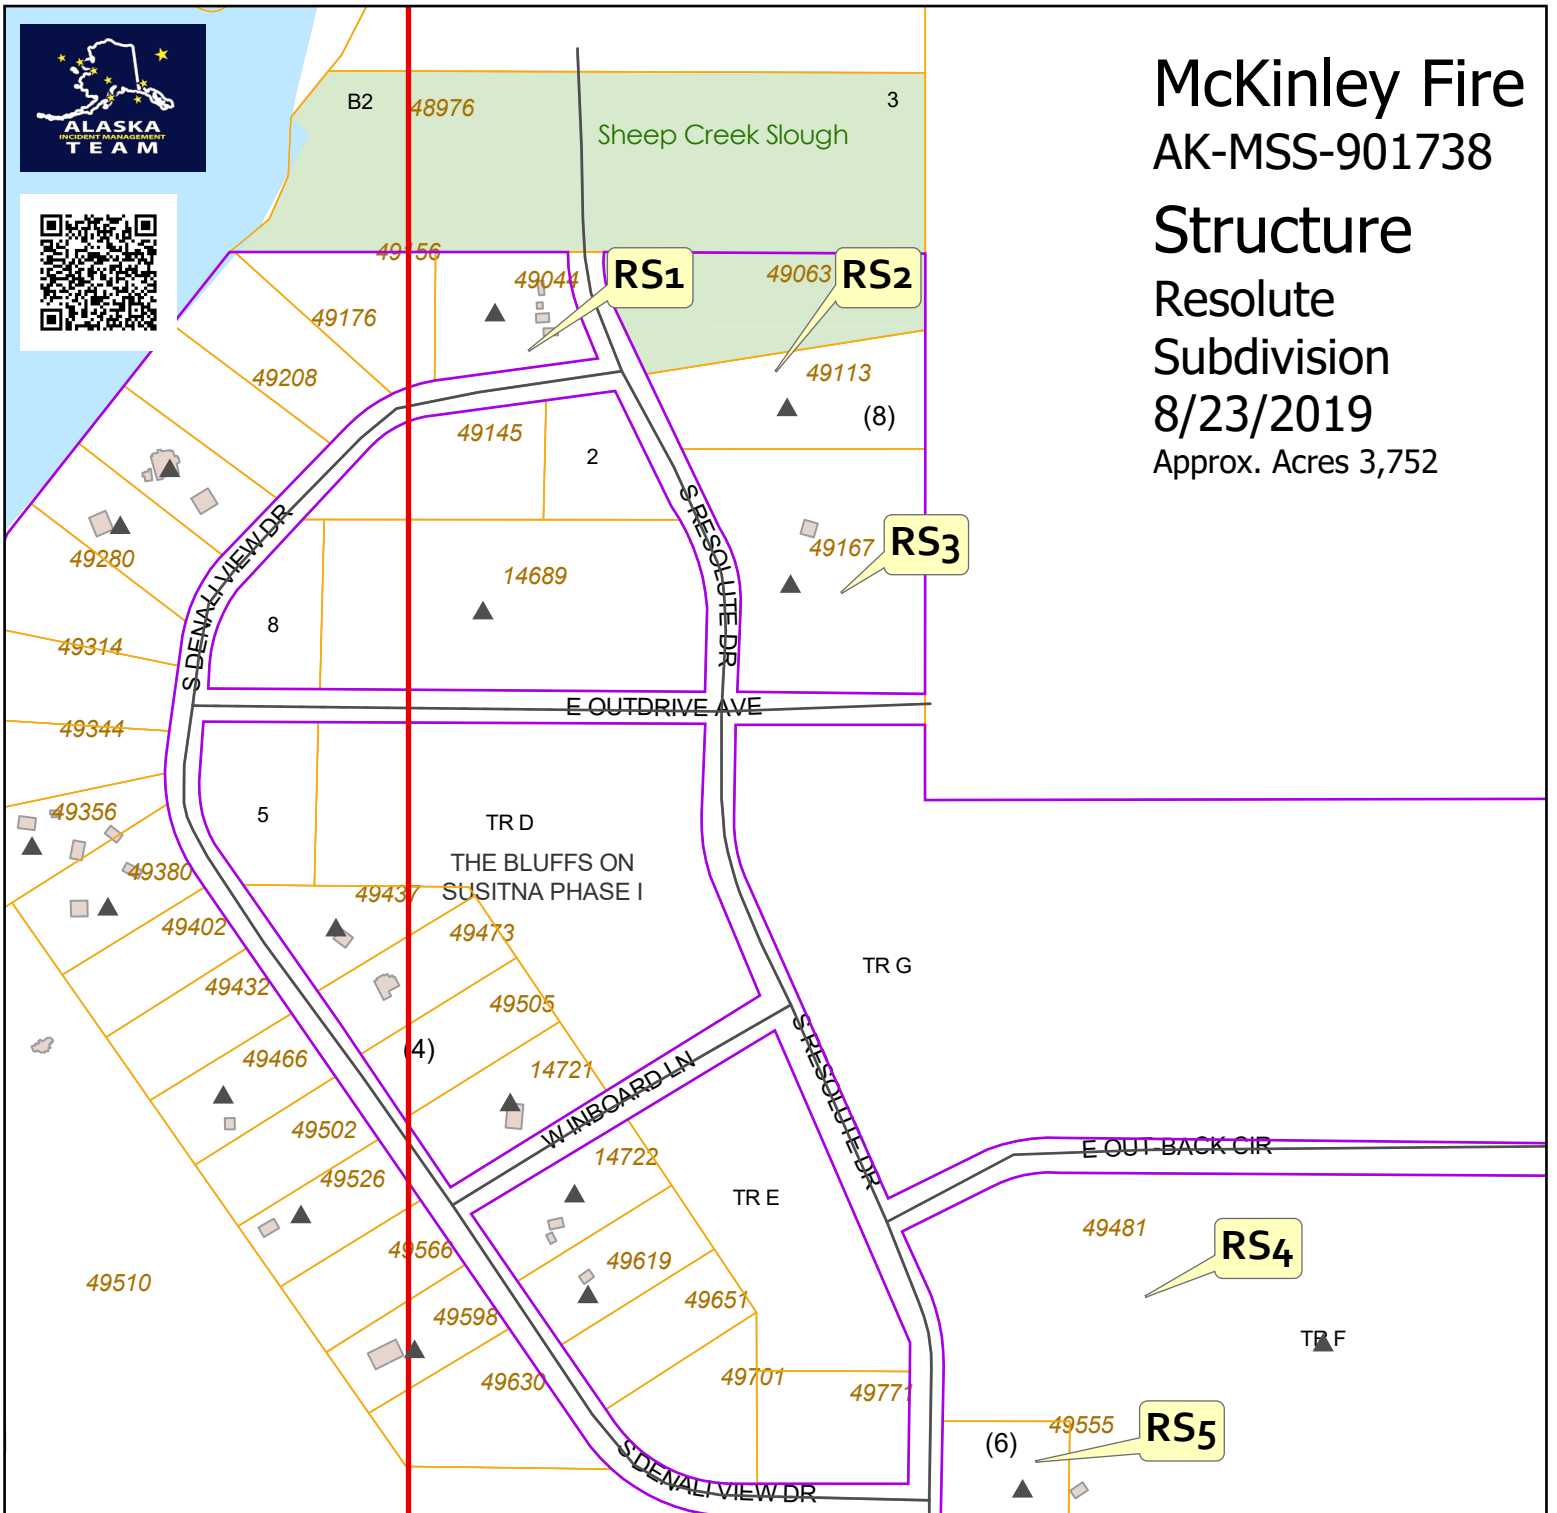 McKinley Fire
AK-MSS-901738
Structure
Resolute
Subdivision
8/23/2019
Approx. Acres 3,752
ALASKA
INCIDENT MANAGEMENT
TEAM
B2
48976
3
Sheep Creek Slough
49156
49044
RS1
49063
RS2
49176
49208
49113
(8)
49145
2
S DENALI VIEW DR
S RESOLUTE DR
49280
49167
RS3
14689
8
49314
E OUTDRIVE AVE
49344
49356
5
TR D
THE BLUFFS ON
SUSITNA PHASE I
49380
49437
49402
49473
TR G
49432
49505
(4)
49466
14721
W INBOARD LN
S RESOLUTE DR
49502
14722
E OUT-BACK CIR
49526
TR E
49481
RS4
49566
49619
49510
49651
49598
TR F
49630
49701
49771
49555
RS5
(6)
S DENALI VIEW DR